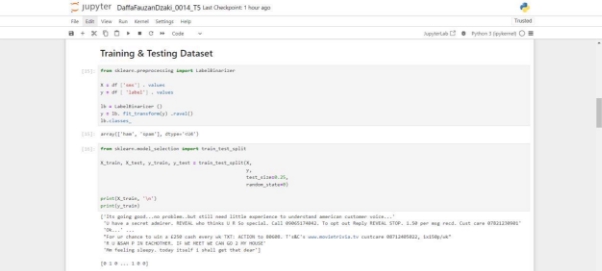 jupyter DaffaFauzanDzaki_0014_TS Last Checkpoint: 1 hour ago
File Edit View Run Kernel Settings Help
Trusted
Code
JupyterLab
Python 3 (ipykernel)
Training & Testing Dataset
from sklearn.preprocessing import LabelBinarizer
X = df ['sms'] . values
y = df [ 'label'] . values
lb = LabelBinarizer ()
y = lb. fit_transform(y) .ravel()
lb.classes_
array(['ham', 'spam'], dtype='<U4')
from sklearn.model_selection import train_test_split
X_train, X_test, y_train, y_test = train_test_split(X,
y,
test_size=0.25,
random_state=0)
print(X_train, '\n')
print(y_train)
['Its going good...no problem..but still need little experience to understand american customer voice...'
'U have a secret admirer. REVEAL who thinks U R So special. Call 09065174042. To opt out Reply REVEAL STOP. 1.50 per msg recd. Cust care 07821230901'
'Ok...' ...
"For ur chance to win a £250 cash every wk TXT: ACTION to 80608. T's&C's www.movietrivia.tv custcare 08712405022, 1x150p/wk"
'R U &SAM P IN EACHOTHER. IF WE MEET WE CAN GO 2 MY HOUSE'
'Mm feeling sleepy. today itself i shall get that dear']
[0 1 0 ... 1 0 0]